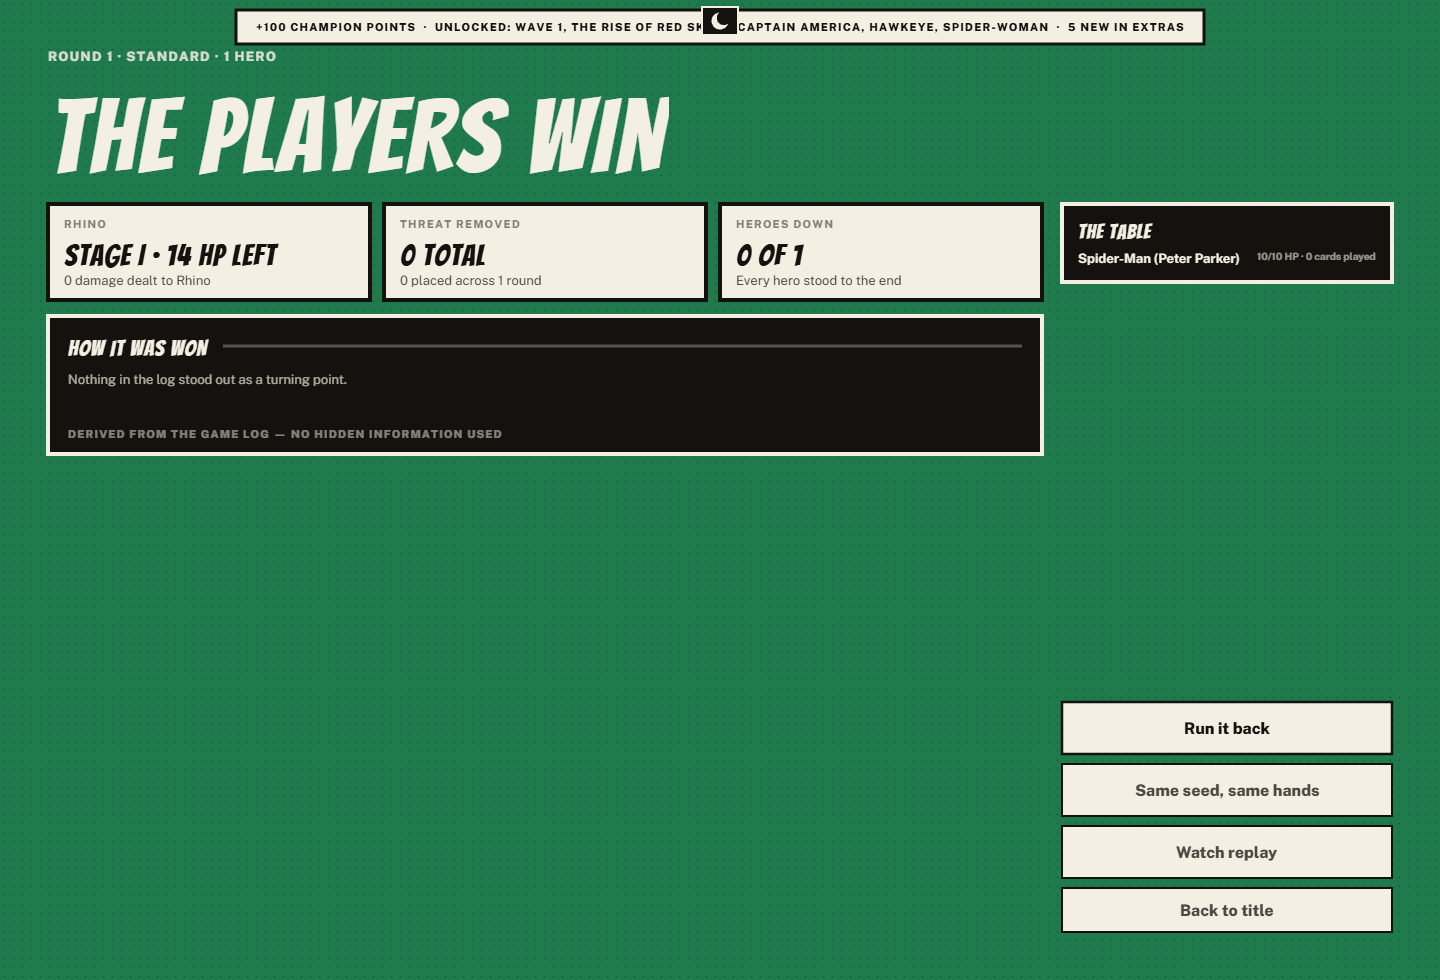 +100 CHAMPION POINTS · UNLOCKED: WAVE 1, THE RISE OF RED CAPTAIN AMERICA, HAWKEYE, SPIDER-WOMAN · 5 NEW IN EXTRAS
ROUND 1 · STANDARD · 1 HERO
THE PLAYERS WIN
RHINO
STAGE I · 14 HP LEFT
0 damage dealt to Rhino
THREAT REMOVED
0 TOTAL
0 placed across 1 round
HEROES DOWN
0 OF 1
Every hero stood to the end
THE TABLE
Spider-Man (Peter Parker) 10/10 HP · 0 cards played
HOW IT WAS WON
Nothing in the log stood out as a turning point.
DERIVED FROM THE GAME LOG — NO HIDDEN INFORMATION USED
Run it back
Same seed, same hands
Watch replay
Back to title